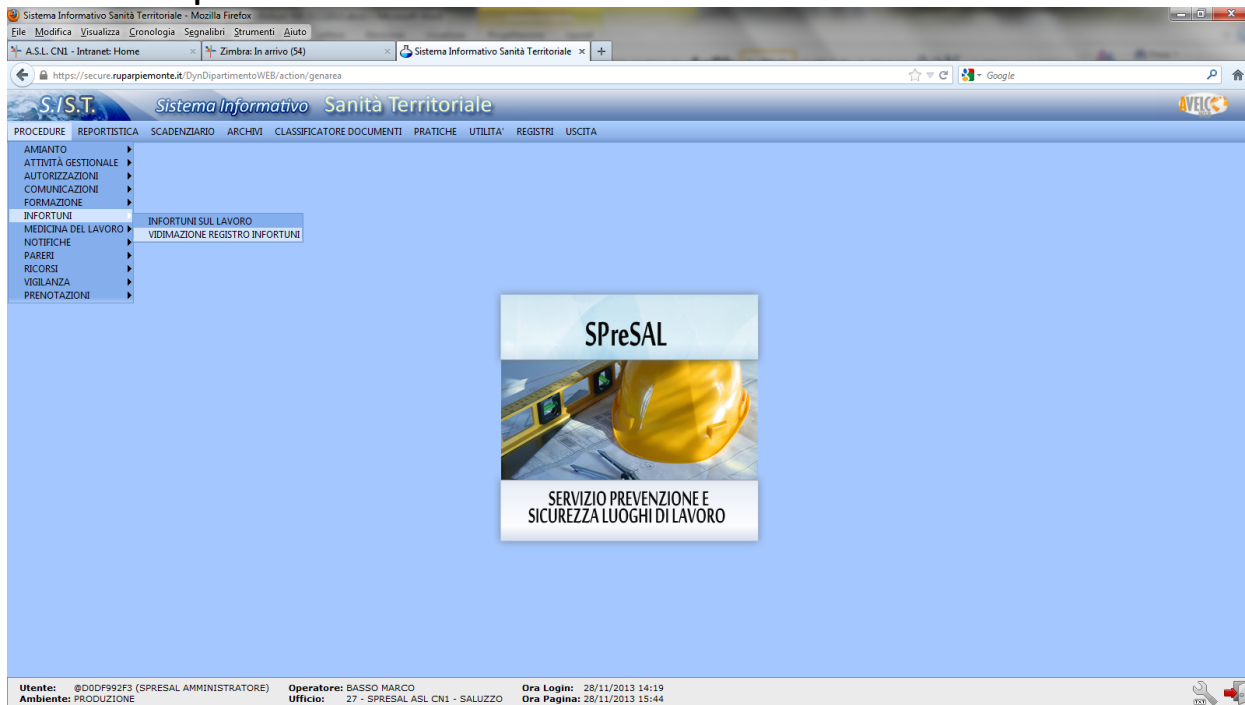 Sistema Informativo Sanità Territoriale - Mozilla Firefox
File Modifica Visualizza Cronologia Segnalibri Strumenti Aiuto
A.S.L. CN1 - Intranet: Home
Zimbra: In arrivo (54)
Sistema Informativo Sanità Territoriale
https://secure.ruparpiemonte.it/DynDipartimentoWEB/action/genarea
Google
S.I.S.T. Sistema Informativo Sanità Territoriale
AVELCO
PROCEDURE REPORTISTICA SCADENZIARIO ARCHIVI CLASSIFICATORE DOCUMENTI PRATICHE UTILITA' REGISTRI USCITA
AMIANTO
ATTIVITÀ GESTIONALE
AUTORIZZAZIONI
COMUNICAZIONI
FORMAZIONE
INFORTUNI
MEDICINA DEL LAVORO
NOTIFICHE
PARERI
RICORSI
VIGILANZA
PRENOTAZIONI
INFORTUNI SUL LAVORO
VIDIMAZIONE REGISTRO INFORTUNI
SPreSAL
SERVIZIO PREVENZIONE E
SICUREZZA LUOGHI DI LAVORO
Utente: @D0DF992F3 (SPRESAL AMMINISTRATORE) Operatore: BASSO MARCO Ora Login: 28/11/2013 14:19
Ambiente: PRODUZIONE Ufficio: 27 - SPRESAL ASL CN1 - SALUZZO Ora Pagina: 28/11/2013 15:44